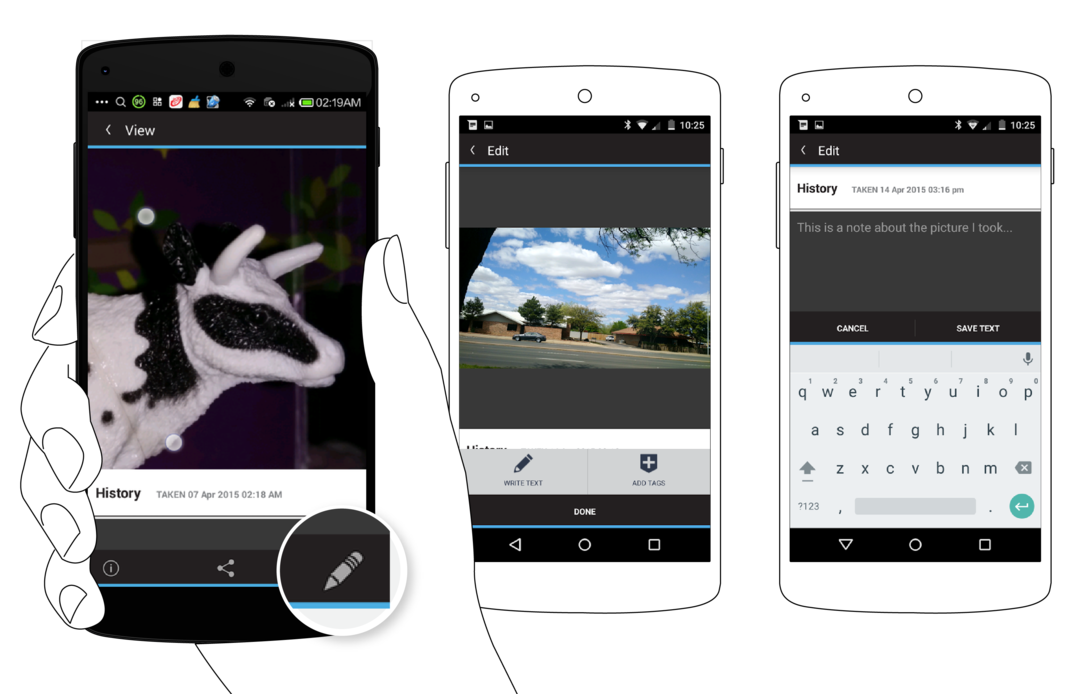 96
02:19AM
View
History TAKEN 07 Apr 2015 02:18 AM
10:25
Edit
WRITE TEXT
ADD TAGS
DONE
10:25
Edit
History TAKEN 14 Apr 2015 03:16 pm
This is a note about the picture I took...
CANCEL
SAVE TEXT
1 2 3 4 5 6 7 8 9 0
q w e r t y u i o p
a s d f g h j k l
z x c v b n m
?123 , .